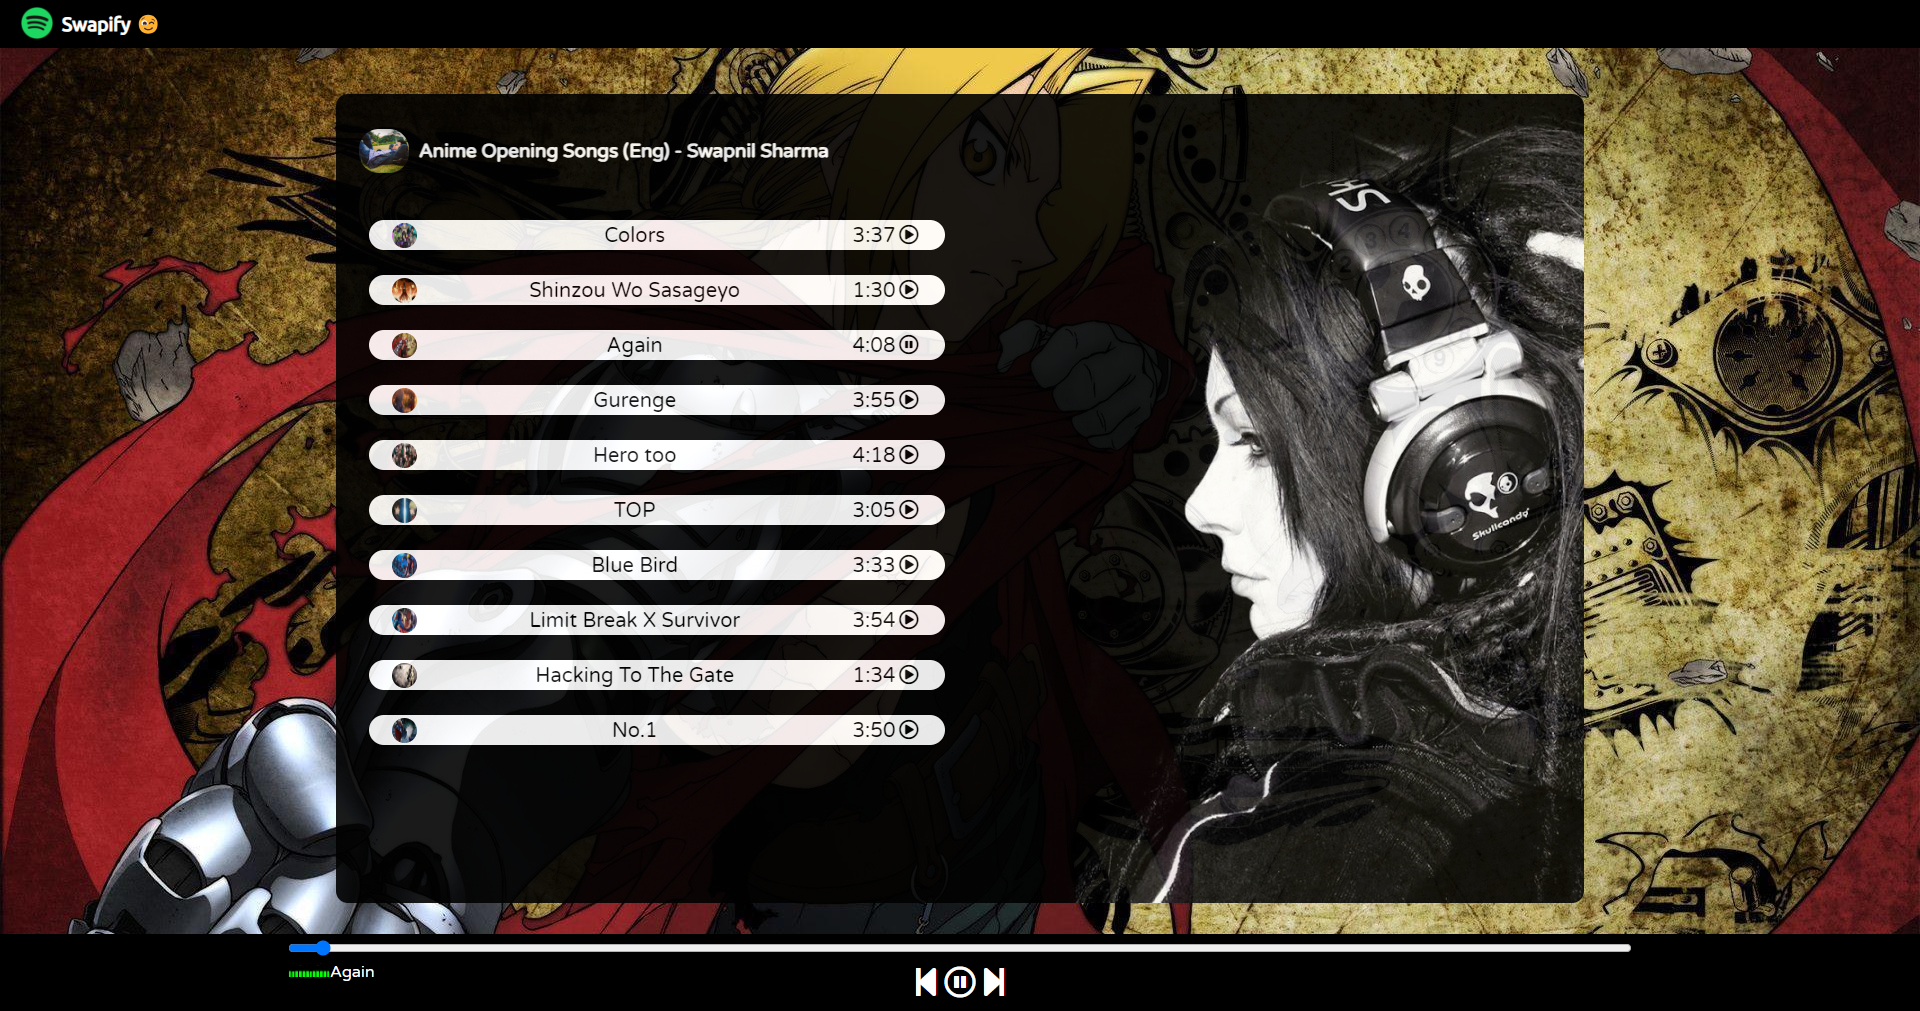 Swapify 😉
Anime Opening Songs (Eng) - Swapnil Sharma
Colors 3:37
Shinzou Wo Sasageyo 1:30
Again 4:08
Gurenge 3:55
Hero too 4:18
TOP 3:05
Blue Bird 3:33
Limit Break X Survivor 3:54
Hacking To The Gate 1:34
No.1 3:50
SK
Skullcandy
Again